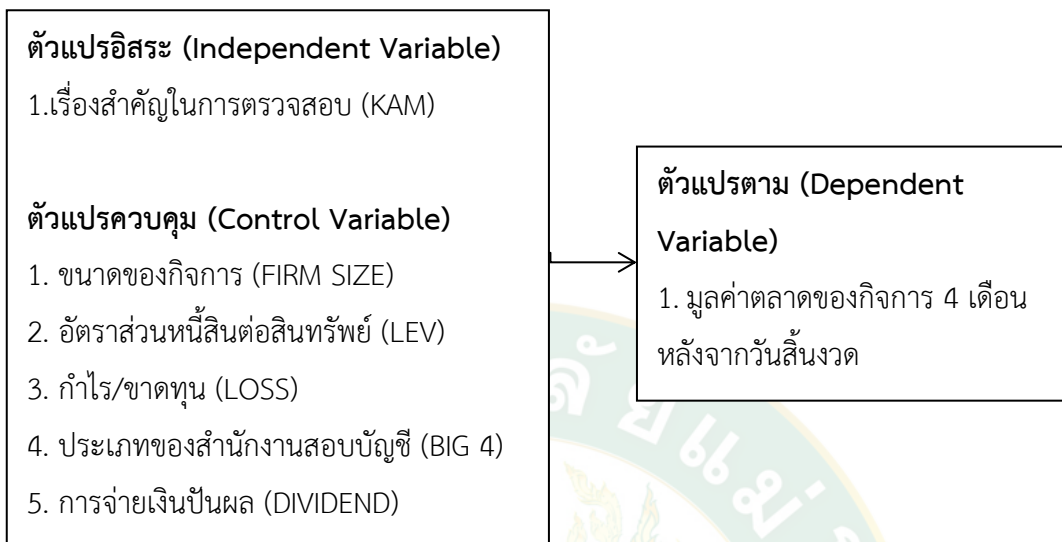 ตัวแปรอิสระ (Independent Variable)
1.เรื่องสำคัญในการตรวจสอบ (KAM)
ตัวแปรควบคุม (Control Variable)
1. ขนาดของกิจการ (FIRM SIZE)
2. อัตราส่วนหนี้สินต่อสินทรัพย์ (LEV)
3. กำไร/ขาดทุน (LOSS)
4. ประเภทของสำนักงานสอบบัญชี (BIG 4)
5. การจ่ายเงินปันผล (DIVIDEND)
ตัวแปรตาม (Dependent
Variable)
1. มูลค่าตลาดของกิจการ 4 เดือน
หลังจากวันสิ้นงวด